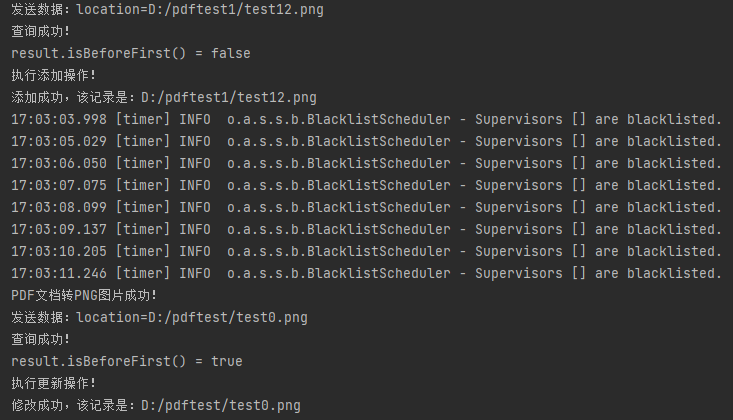 发送数据：location=D:/pdftest1/test12.png
查询成功！
result.isBeforeFirst() = false
执行添加操作！
添加成功，该记录是：D:/pdftest1/test12.png
17:03:03.998 [timer] INFO  o.a.s.s.b.BlacklistScheduler - Supervisors [] are blacklisted.
17:03:05.029 [timer] INFO  o.a.s.s.b.BlacklistScheduler - Supervisors [] are blacklisted.
17:03:06.050 [timer] INFO  o.a.s.s.b.BlacklistScheduler - Supervisors [] are blacklisted.
17:03:07.075 [timer] INFO  o.a.s.s.b.BlacklistScheduler - Supervisors [] are blacklisted.
17:03:08.099 [timer] INFO  o.a.s.s.b.BlacklistScheduler - Supervisors [] are blacklisted.
17:03:09.137 [timer] INFO  o.a.s.s.b.BlacklistScheduler - Supervisors [] are blacklisted.
17:03:10.205 [timer] INFO  o.a.s.s.b.BlacklistScheduler - Supervisors [] are blacklisted.
17:03:11.246 [timer] INFO  o.a.s.s.b.BlacklistScheduler - Supervisors [] are blacklisted.
PDF文档转PNG图片成功！
发送数据：location=D:/pdftest/test0.png
查询成功！
result.isBeforeFirst() = true
执行更新操作！
修改成功，该记录是：D:/pdftest/test0.png